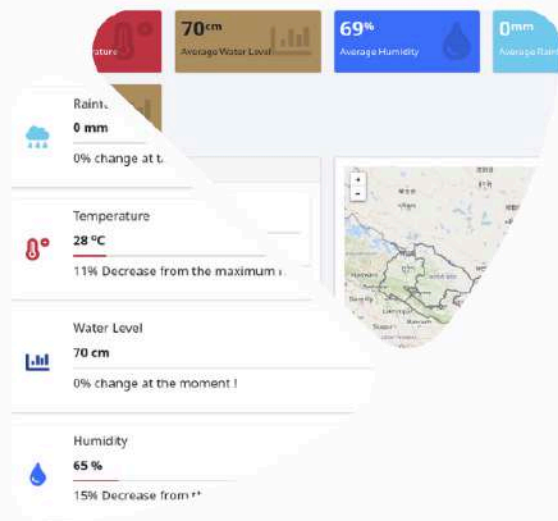 70cm
Average Water Level
69%
Average Humidity
0mm
0 mm
0% change at
Temperature
28 °C
11% Decrease from the maximum
Water Level
70 cm
0% change at the moment !
Humidity
65 %
15% Decrease from
+
-